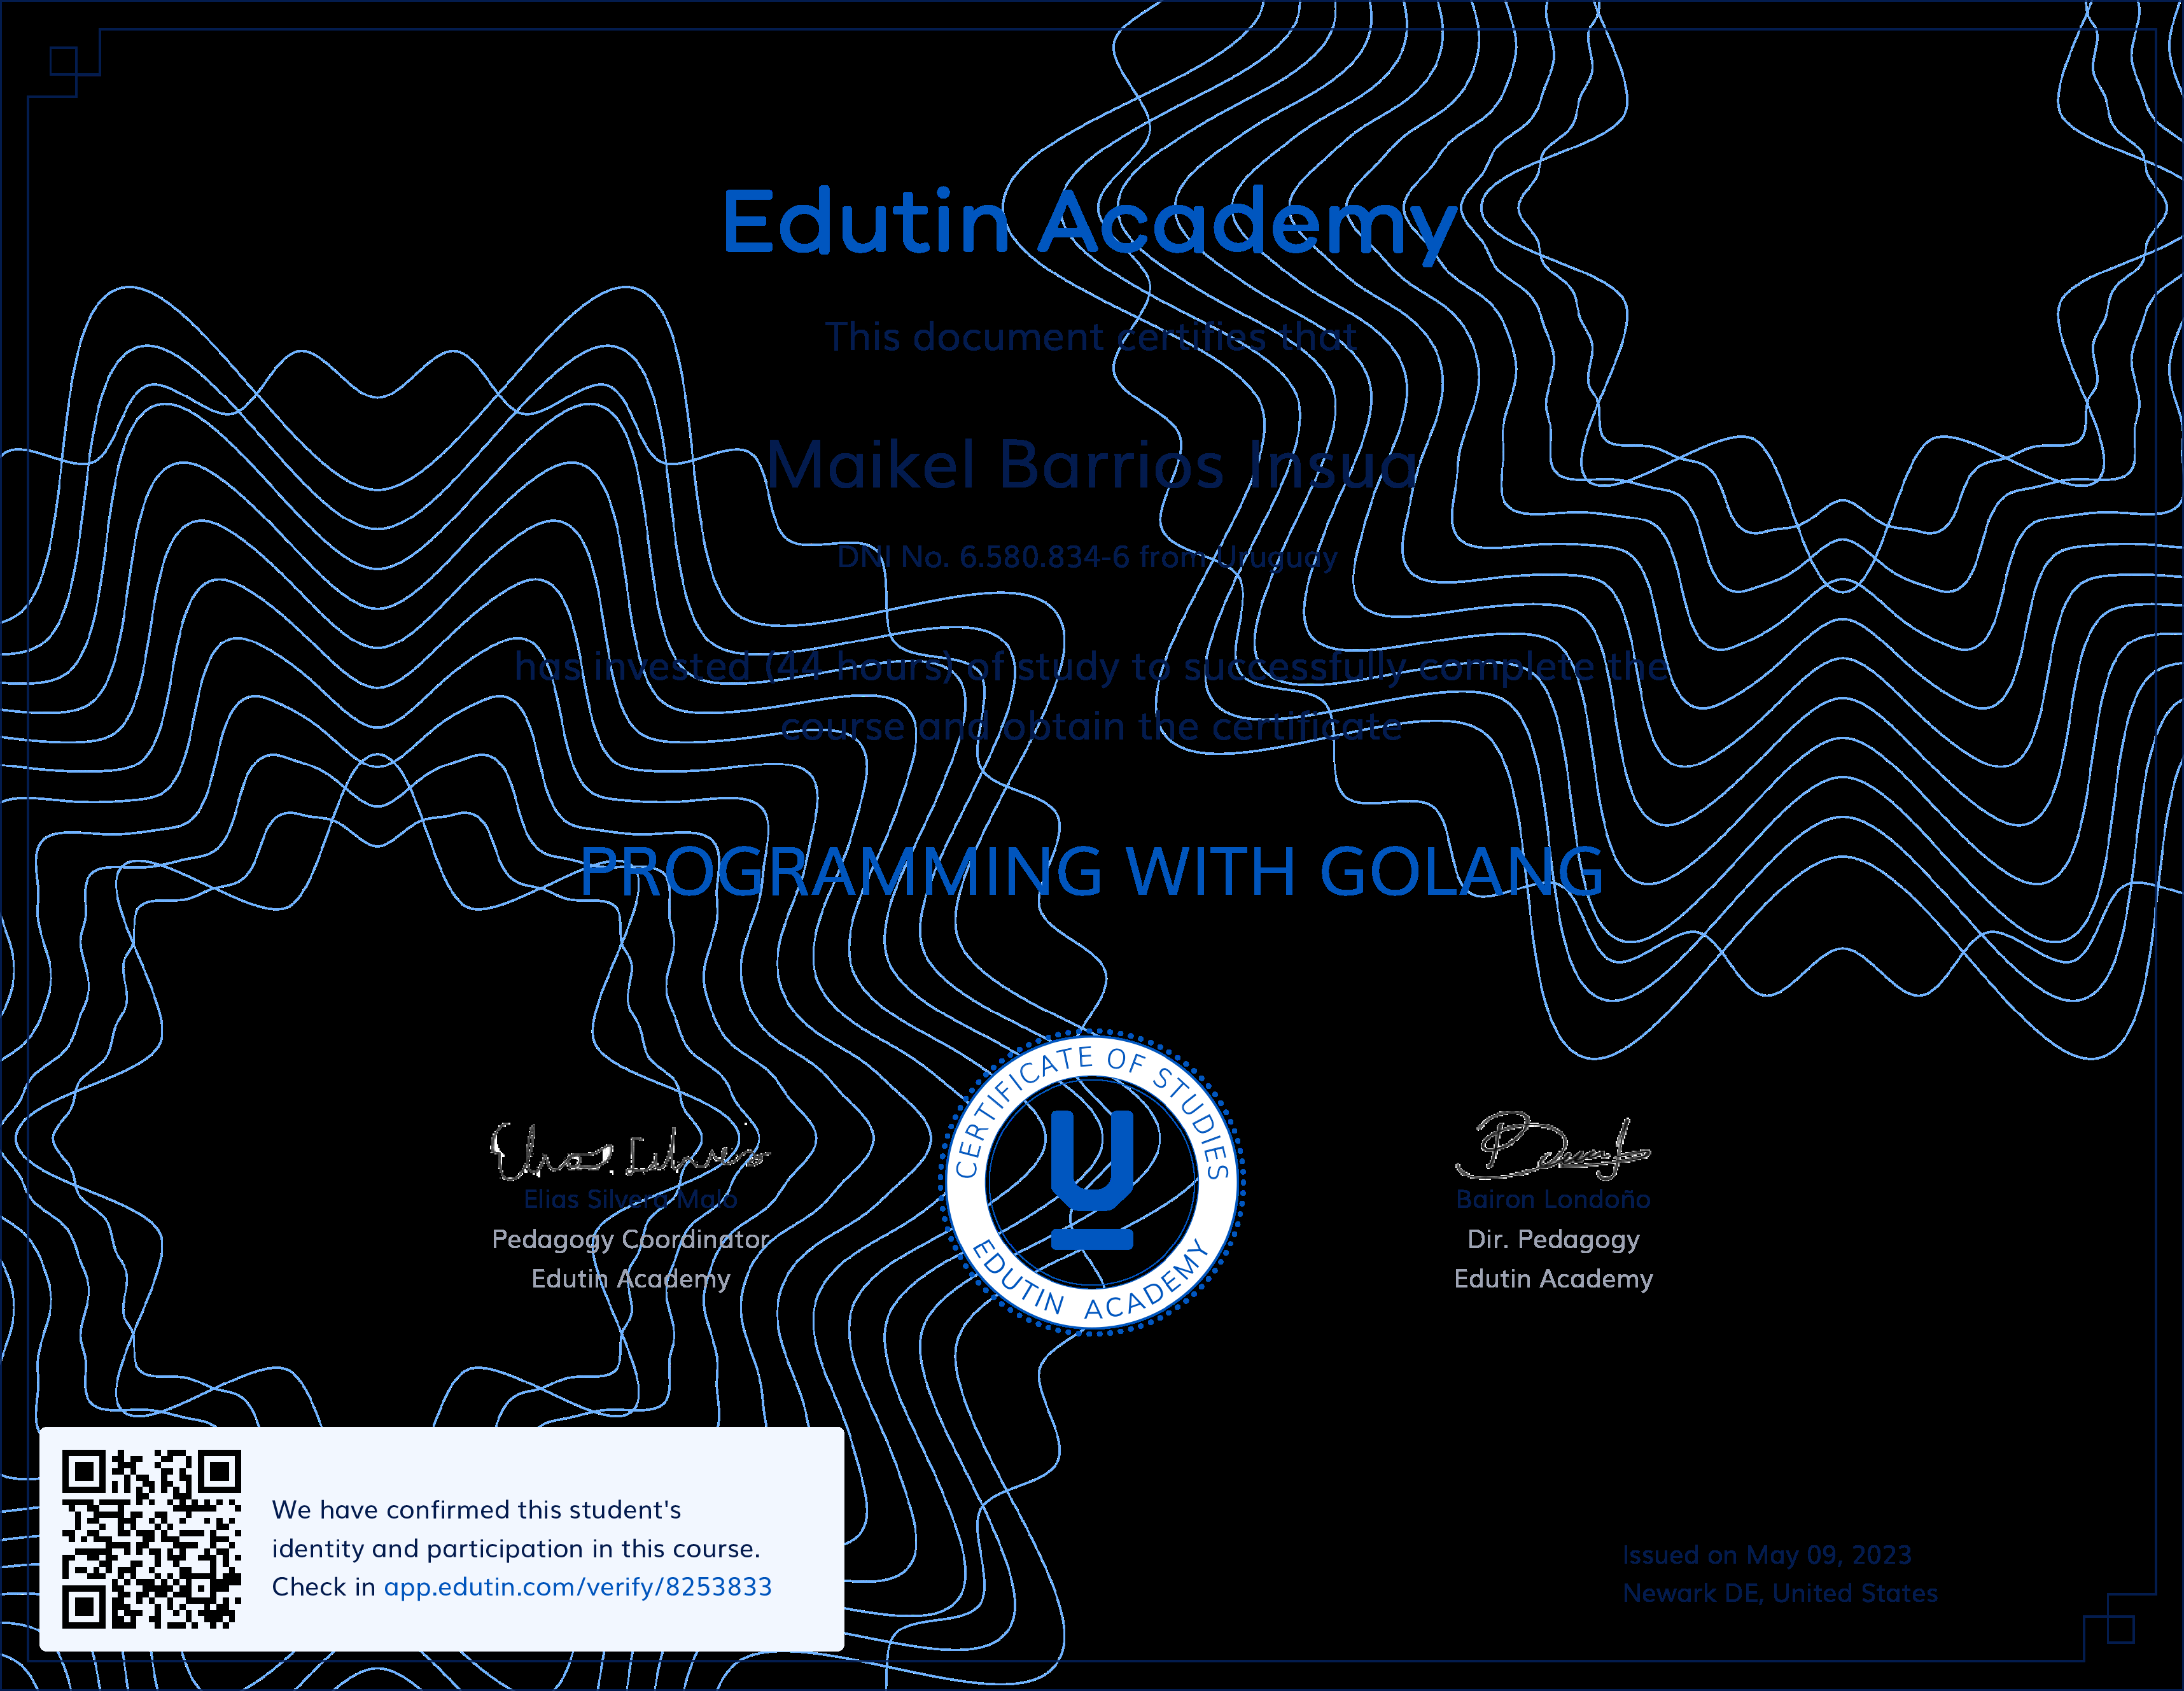 Edutin Academy
This document certifies that
Maikel Barrios Insua
DNI No. 6.580.834-6 from Uruguay
has invested (44 hours) of study to successfully complete the
course and obtain the certificate
PROGRAMMING WITH GOLANG
CERTIFICATE OF STUDIES
EDUTIN ACADEMY
Elias Silvera Malo
Pedagogy Coordinator
Edutin Academy
Bairon Londoño
Dir. Pedagogy
Edutin Academy
We have confirmed this student's
identity and participation in this course.
Check in app.edutin.com/verify/8253833
Issued on May 09, 2023
Newark DE, United States